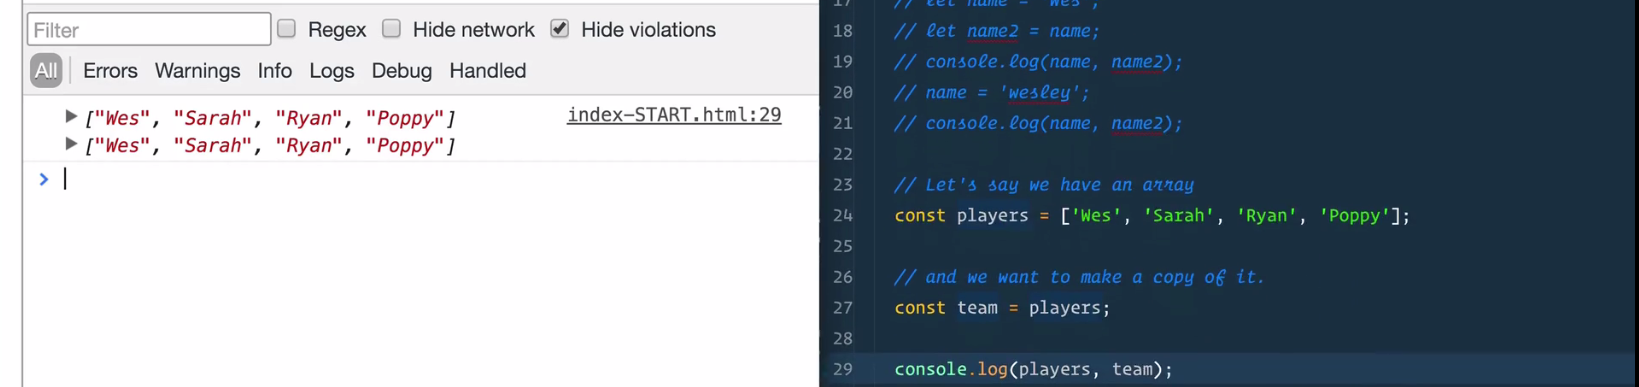 Filter Regex Hide network Hide violations
All Errors Warnings Info Logs Debug Handled
["Wes", "Sarah", "Ryan", "Poppy"] index-START.html:29
["Wes", "Sarah", "Ryan", "Poppy"]
>
17 // let name = 'Wes';
18 // let name2 = name;
19 // console.log(name, name2);
20 // name = 'wesley';
21 // console.log(name, name2);
22
23 // Let's say we have an array
24 const players = ['Wes', 'Sarah', 'Ryan', 'Poppy'];
25
26 // and we want to make a copy of it.
27 const team = players;
28
29 console.log(players, team);